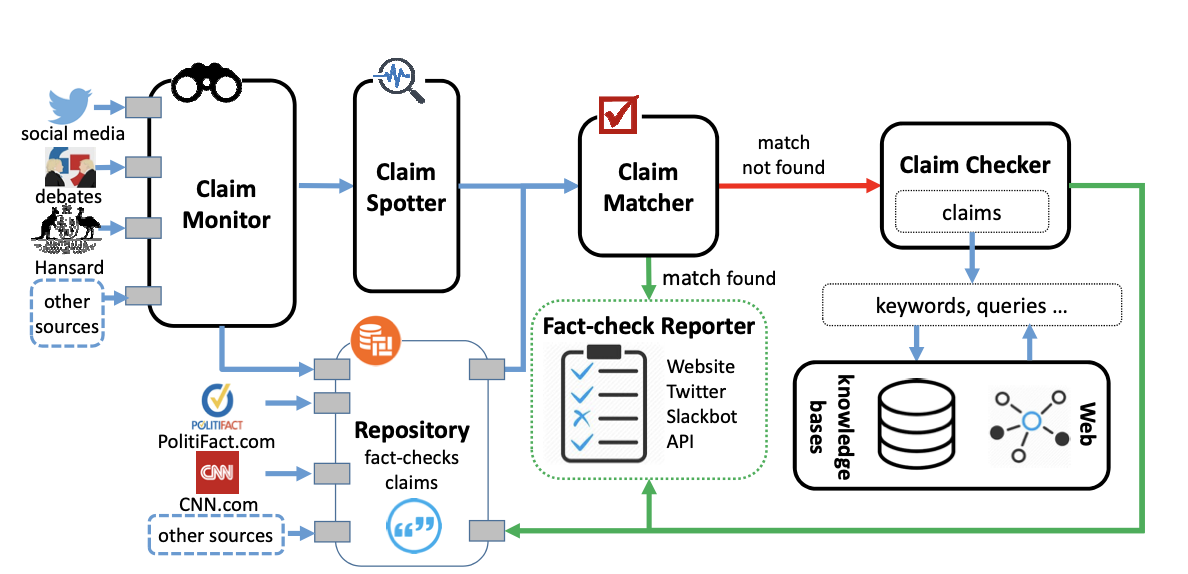 social media
debates
AUSTRALIA
Hansard
other
sources
Claim
Monitor
Claim
Spotter
Claim
Matcher
match
not found
Claim Checker
claims
keywords, queries ...
knowledge
bases
Web
match found
Fact-check Reporter
Website
Twitter
Slackbot
API
POLITIFACT
PolitiFact.com
CNN
CNN.com
other sources
Repository
fact-checks
claims